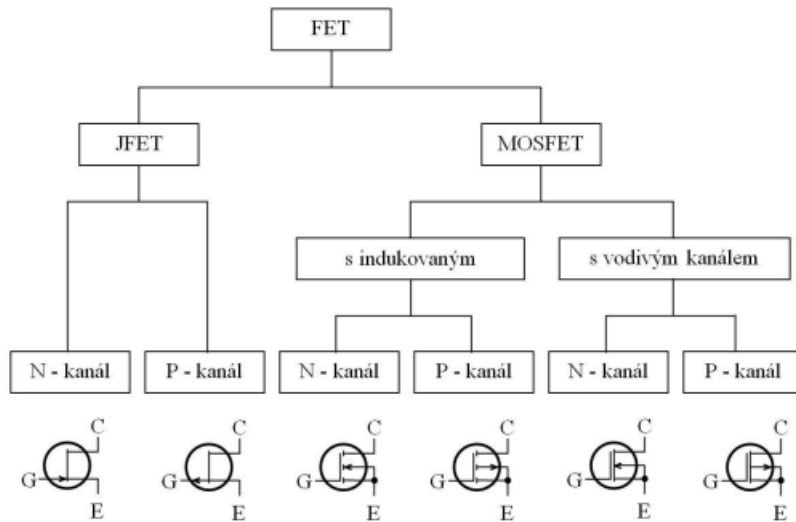 FET
JFET MOSFET
s indukovaným s vodivým kanálem
N - kanál P - kanál N - kanál P - kanál N - kanál P - kanál
C C C C C C
G G G G G G
E E E E E E